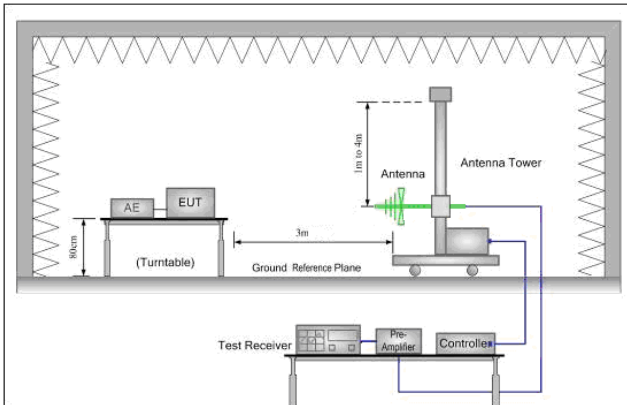 1m to 4m
Antenna
Antenna Tower
AE
EUT
80cm
(Turntable)
3m
Ground Reference Plane
Test Receiver
Pre-
Amplifier
Controller